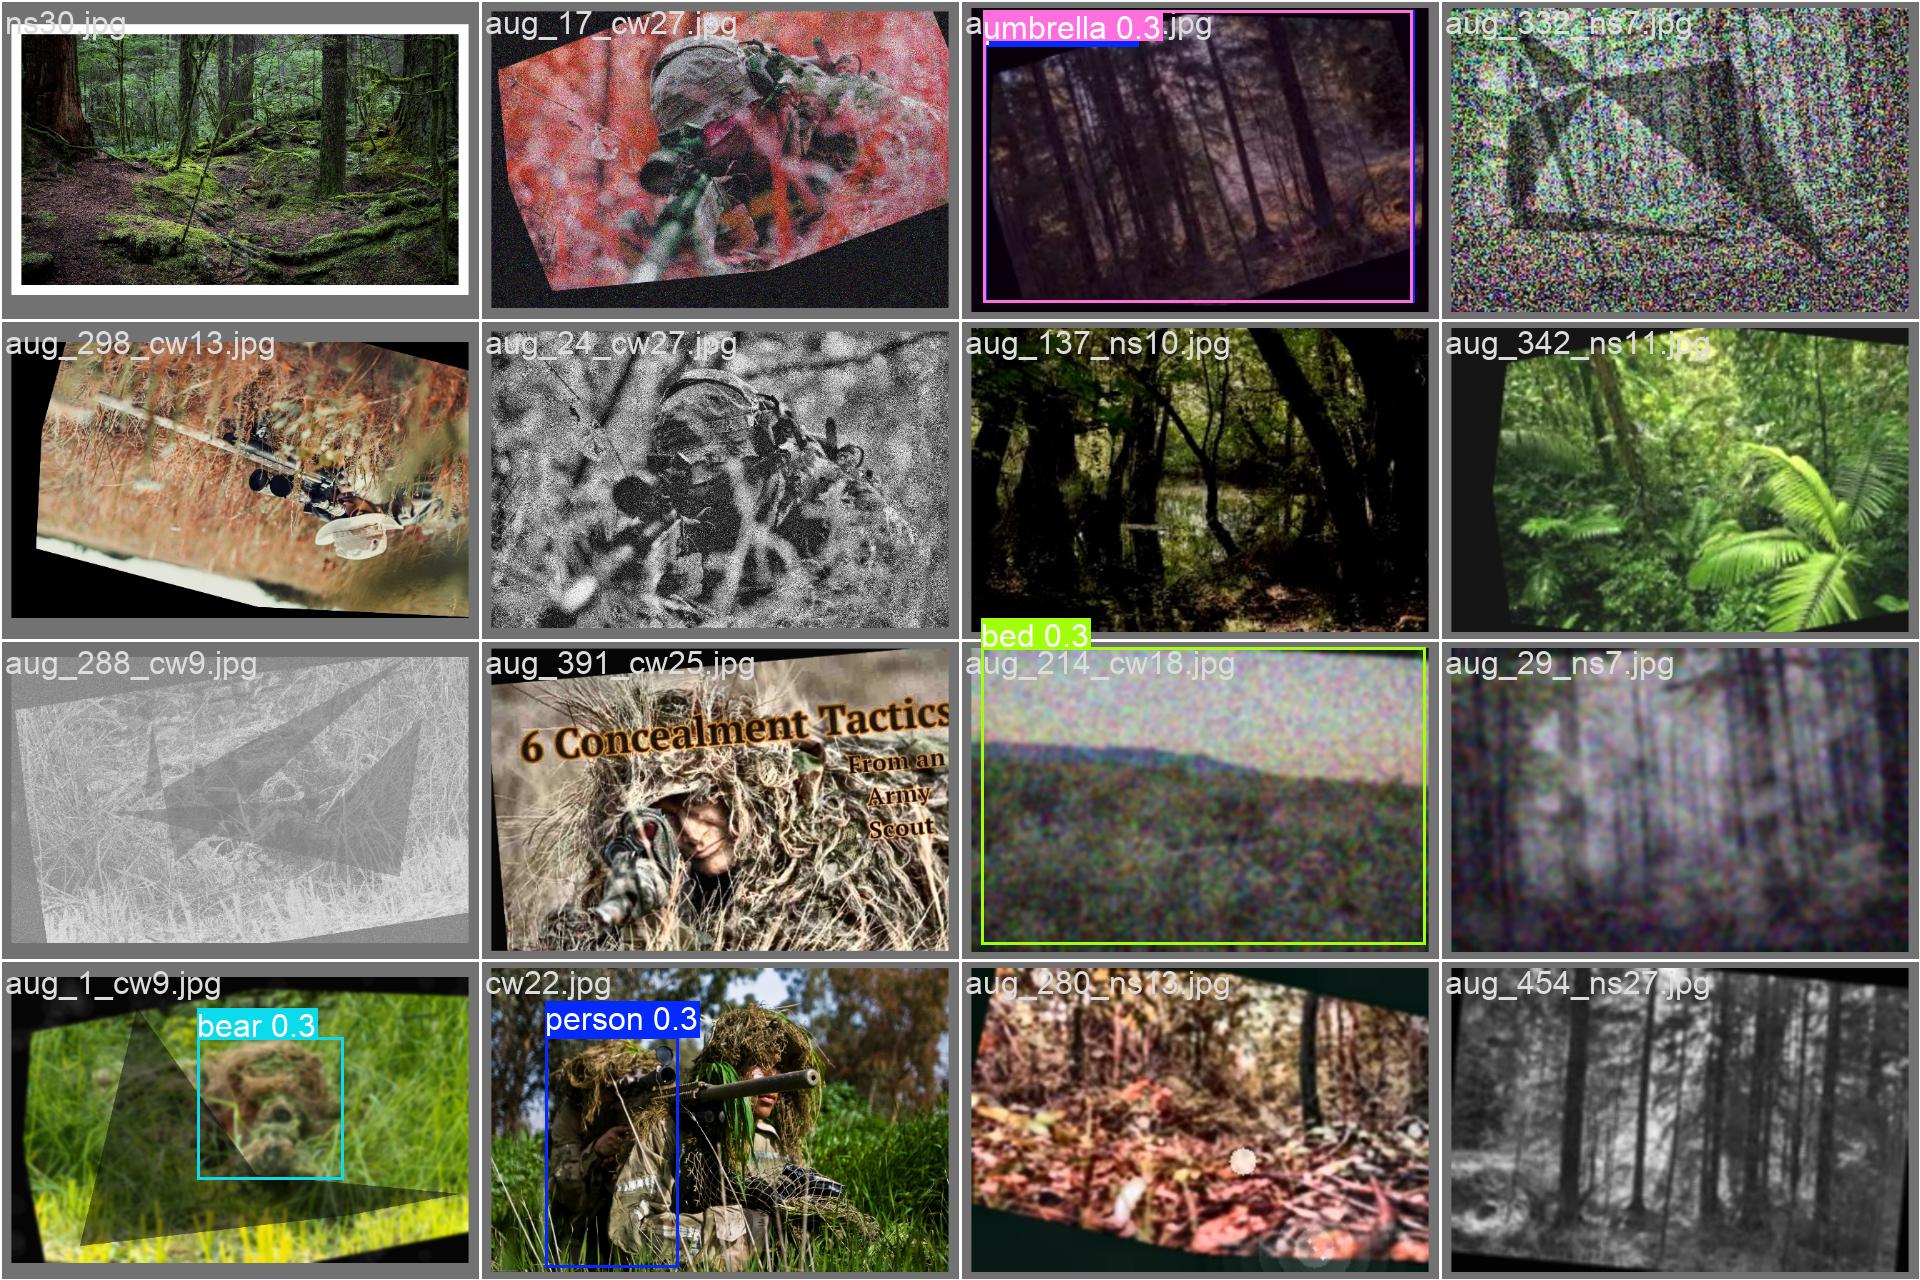 ns30.jpg
aug_17_cw27.jpg
umbrella 0.3
.jpg
aug_332_ns7.jpg
aug_298_cw13.jpg
aug_24_cw27.jpg
aug_137_ns10.jpg
aug_342_ns11.jpg
aug_288_cw9.jpg
aug_391_cw25.jpg
6 Concealment Tactics
From an
Army
Scout
bed 0.3
aug_214_cw18.jpg
aug_29_ns7.jpg
aug_1_cw9.jpg
bear 0.3
cw22.jpg
person 0.3
aug_280_ns13.jpg
aug_454_ns27.jpg